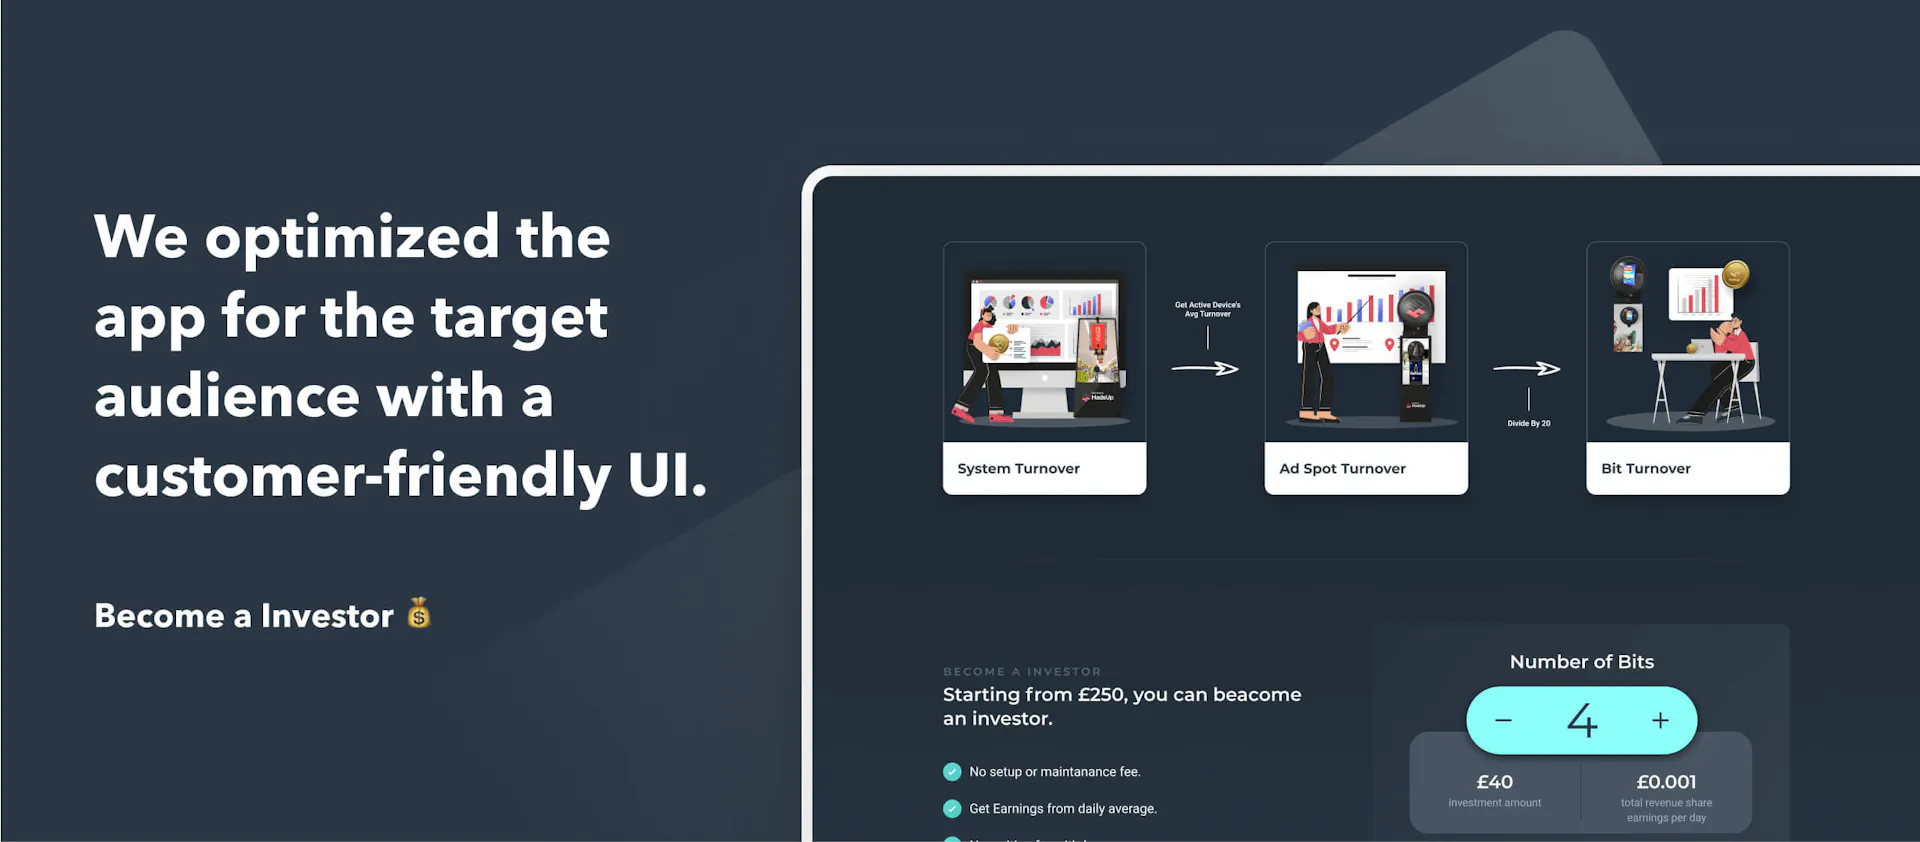 We optimized the
app for the target
audience with a
customer-friendly UI.
Become a Investor
HadsUp
System Turnover
Get Active Device's
Avg Turnover
HadsUp
Ad Spot Turnover
Divide By 20
Bit Turnover
BECOME A INVESTOR
Starting from £250, you can beacome
an investor.
No setup or maintanance fee.
Get Earnings from daily average.
Number of Bits
− 4 +
£40
investment amount
£0.001
total revenue share
earnings per day